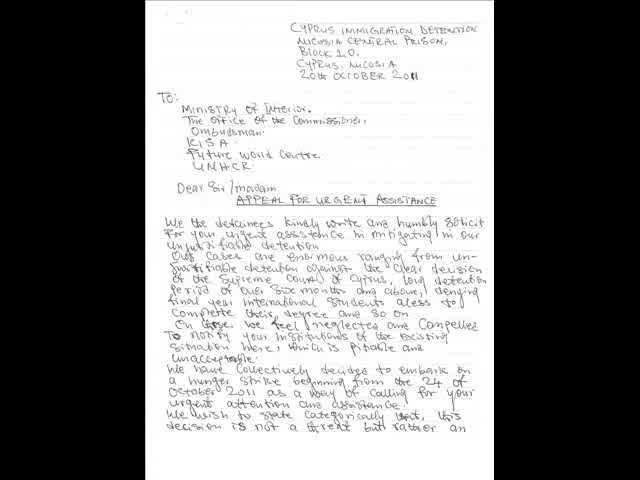 CYPRUS IMMIGRATION DETENTION
NICOSIA CENTRAL PRISON,
BLOCK 10,
CYPRUS, NICOSIA
20th OCTOBER 2011
TO:
MINISTRY OF Interior.
The office of the Commissioner,
Ombudsman.
KISA
Future World Centre
UNHCR
Dear Sir/madam
APPEAL FOR URGENT ASSISTANCE
We the detainees kindly write and humbly solicit
for your urgent assistance in mitigating in our
unjustifiable detention
Our cases are enormous ranging from un-
justifiable detention against the clear decision
of the Supreme Court of Cyprus, long detention
period of over six months and above, denying
final year international students access to
complete their degree and so on
On these, we feel neglected and compelled
To notify your institutions of the existing
situation here, which is pitiable and
unacceptable.
We have collectively decided to embark on
a hunger strike beginning from the 24 of
October 2011 as a way of calling for your
urgent attention and assistance.
We wish to state categorically that, this
decision is not a threat but rather an